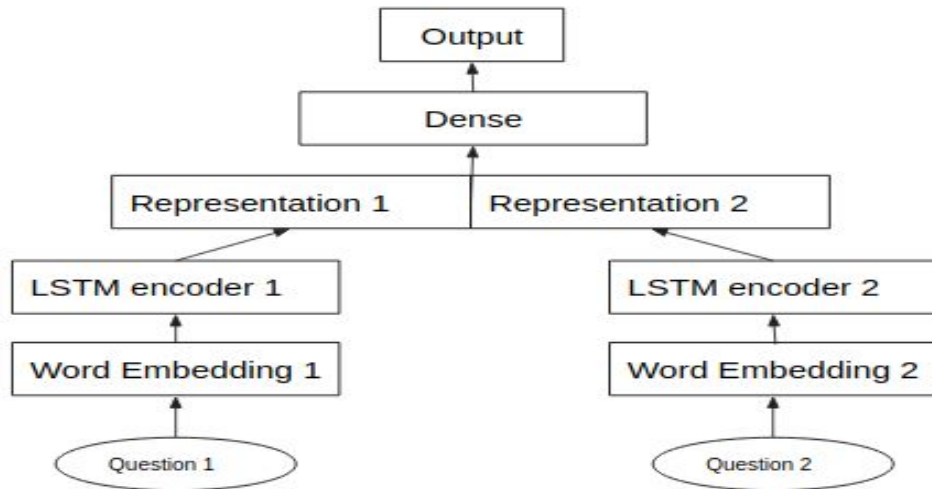 Output
Dense
Representation 1
Representation 2
LSTM encoder 1
LSTM encoder 2
Word Embedding 1
Word Embedding 2
Question 1
Question 2